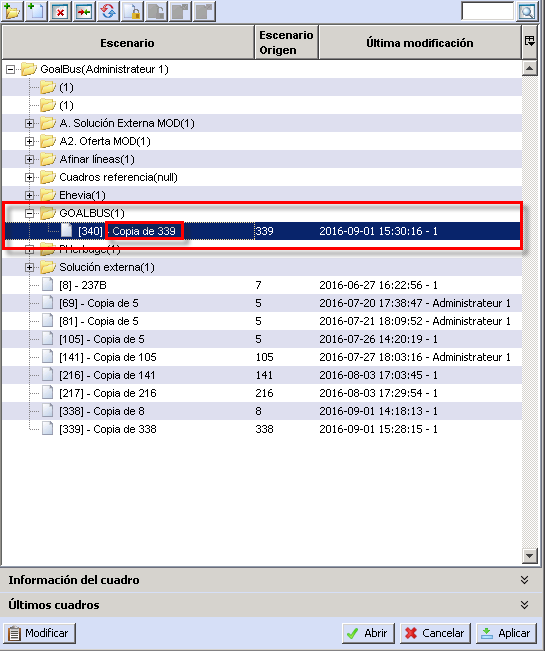 Escenario Escenario Origen Última modificación
GoalBus(Administrateur 1)
(1)
(1)
A. Solución Externa MOD(1)
A2. Oferta MOD(1)
Afinar líneas(1)
Cuadros referencia(null)
Ehevia(1)
GOALBUS(1)
[340] - Copia de 339 339 2016-09-01 15:30:16 - 1
PHerbage(1)
Solución externa(1)
[8] - 237B 7 2016-06-27 16:22:56 - 1
[69] - Copia de 5 5 2016-07-20 17:38:47 - Administrateur 1
[81] - Copia de 5 5 2016-07-21 18:09:52 - Administrateur 1
[105] - Copia de 5 5 2016-07-26 14:20:19 - 1
[141] - Copia de 105 105 2016-07-27 18:03:16 - Administrateur 1
[216] - Copia de 141 141 2016-08-03 17:03:45 - 1
[217] - Copia de 216 216 2016-08-03 17:29:54 - 1
[338] - Copia de 8 8 2016-09-01 14:18:13 - 1
[339] - Copia de 338 338 2016-09-01 15:28:15 - 1
Información del cuadro
Últimos cuadros
Modificar Abrir Cancelar Aplicar